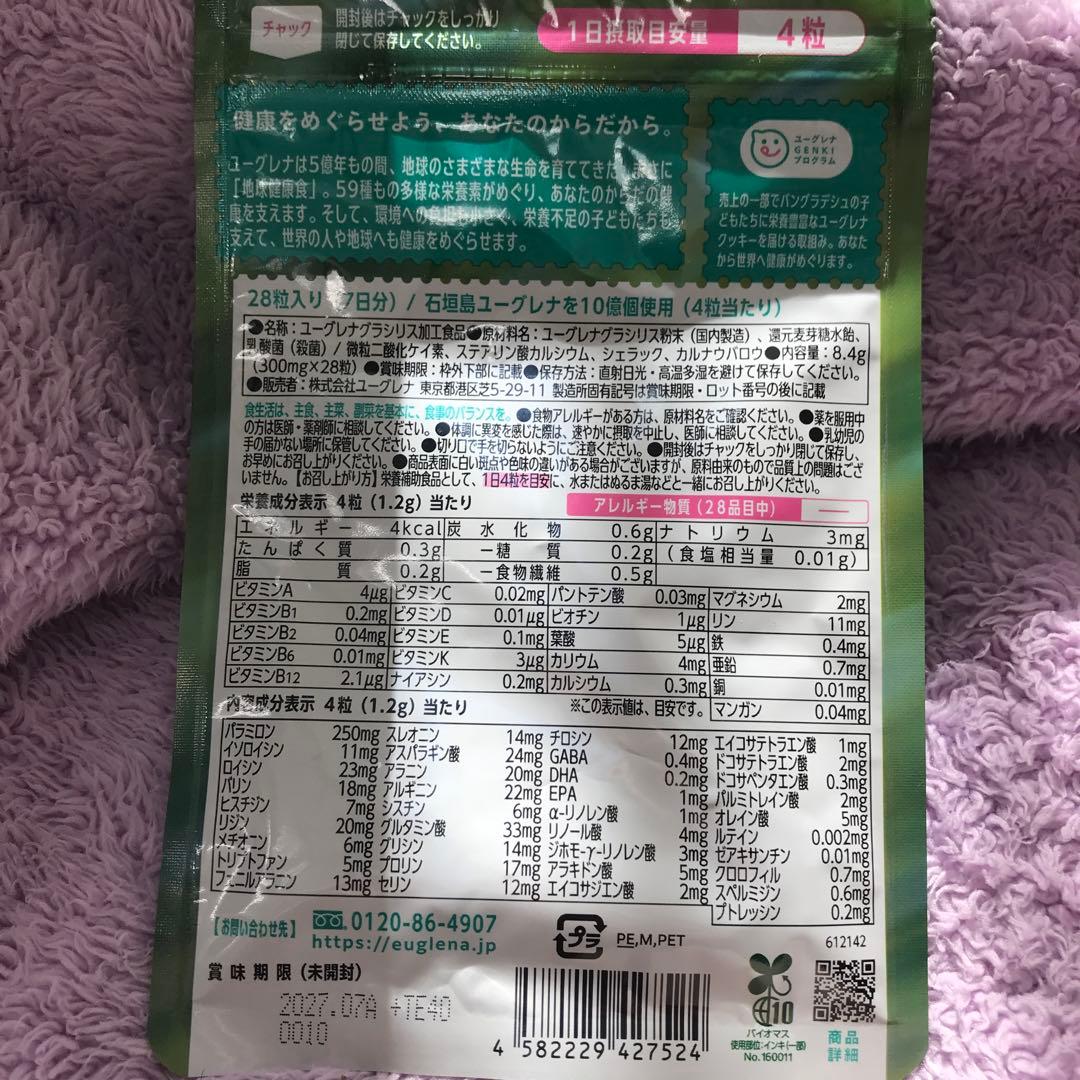 チャック
開封後はチャックをしっかり
閉じて保存してください。
1日摂取目安量 4粒
健康をめぐらせよう、あなたのからだから。
ユーグレナは5億年もの間、地球のさまざまな生命を育ててきた、まさに
「地球健康食」。59種もの多様な栄養素がめぐり、あなたのからだの健
康を支えます。そして、環境への負担も小さく、栄養不足の子どもたちも
支えて、世界の人や地球へも健康をめぐらせます。
ユーグレナ
GENKI
プログラム
売上の一部でバングラデシュの子
どもたちに栄養豊富なユーグレナ
クッキーを届ける取組み。あなた
から世界へ健康がめぐります。
28粒入り(7日分)/ 石垣島ユーグレナを10億個使用(4粒当たり)
●名称:ユーグレナグラシリス加工食品●原材料名:ユーグレナグラシリス粉末(国内製造)、還元麦芽糖水飴、
乳酸菌(殺菌)/ 微粒二酸化ケイ素、ステアリン酸カルシウム、シェラック、カルナウバロウ●内容量:8.4g
(300mg×28粒)●賞味期限:枠外下部に記載●保存方法:直射日光・高温多湿を避けて保存してください。
●販売者:株式会社ユーグレナ 東京都港区芝5-29-11 製造所固有記号は賞味期限・ロット番号の後に記載
食生活は、主食、主菜、副菜を基本に、食事のバランスを。●食物アレルギーがある方は、原材料名をご確認ください。●薬を服用中
の方は医師・薬剤師に相談してください。●体調に異変を感じた際は、速やかに摂取を中止し、医師に相談してください。●乳幼児の
手の届かない場所に保管してください。●切り口で手を切らないようにご注意ください。●開封後はチャックをしっかり閉じて保存し、
お早めにお召し上がりください。●商品表面に白い斑点や色味の違いがある場合がございますが、原料由来のもので品質上の問題はござ
いません。【お召し上がり方】栄養補助食品として、1日4粒を目安に、水またはぬるま湯などと一緒にお召し上がりください。
栄養成分表示 4粒(1.2g)当たり
アレルギー物質(28品目中) ―
エネルギー 4kcal 炭水化物 0.6g ナトリウム 3mg
たんぱく質 0.3g ―糖質 0.2g (食塩相当量 0.01g)
脂質 0.2g ―食物繊維 0.5g
ビタミンA 4μg ビタミンC 0.02mg パントテン酸 0.03mg マグネシウム 2mg
ビタミンB1 0.2mg ビタミンD 0.01μg ビオチン 1μg リン 11mg
ビタミンB2 0.04mg ビタミンE 0.1mg 葉酸 5μg 鉄 0.4mg
ビタミンB6 0.01mg ビタミンK 3μg カリウム 4mg 亜鉛 0.7mg
ビタミンB12 2.1μg ナイアシン 0.2mg カルシウム 0.3mg 銅 0.01mg
マンガン 0.04mg
内容成分表示 4粒(1.2g)当たり ※この表示値は、目安です。
パラミロン 250mg スレオニン 14mg チロシン 12mg エイコサテトラエン酸 1mg
イソロイシン 11mg アスパラギン酸 24mg GABA 0.4mg ドコサテトラエン酸 2mg
ロイシン 23mg アラニン 20mg DHA 0.2mg ドコサペンタエン酸 0.3mg
バリン 18mg アルギニン 22mg EPA 1mg パルミトレイン酸 2mg
ヒスチジン 7mg シスチン 6mg α-リノレン酸 1mg オレイン酸 5mg
リジン 20mg グルタミン酸 33mg リノール酸 4mg ルテイン 0.002mg
メチオニン 6mg グリシン 14mg ジホモ-γ-リノレン酸 3mg ゼアキサンチン 0.01mg
トリプトファン 5mg プロリン 17mg アラキドン酸 5mg クロロフィル 0.7mg
フェニルアラニン 13mg セリン 12mg エイコサジエン酸 2mg スペルミジン 0.6mg
プトレッシン 0.2mg
【お問い合わせ先】 0120-86-4907
https://euglena.jp
プラ PE,M,PET
612142
賞味期限(未開封)
2027.07A +TE40
0010
4 582229 427524
10
バイオマス
使用部位:インキ(一部)
No.160011
商品
詳細